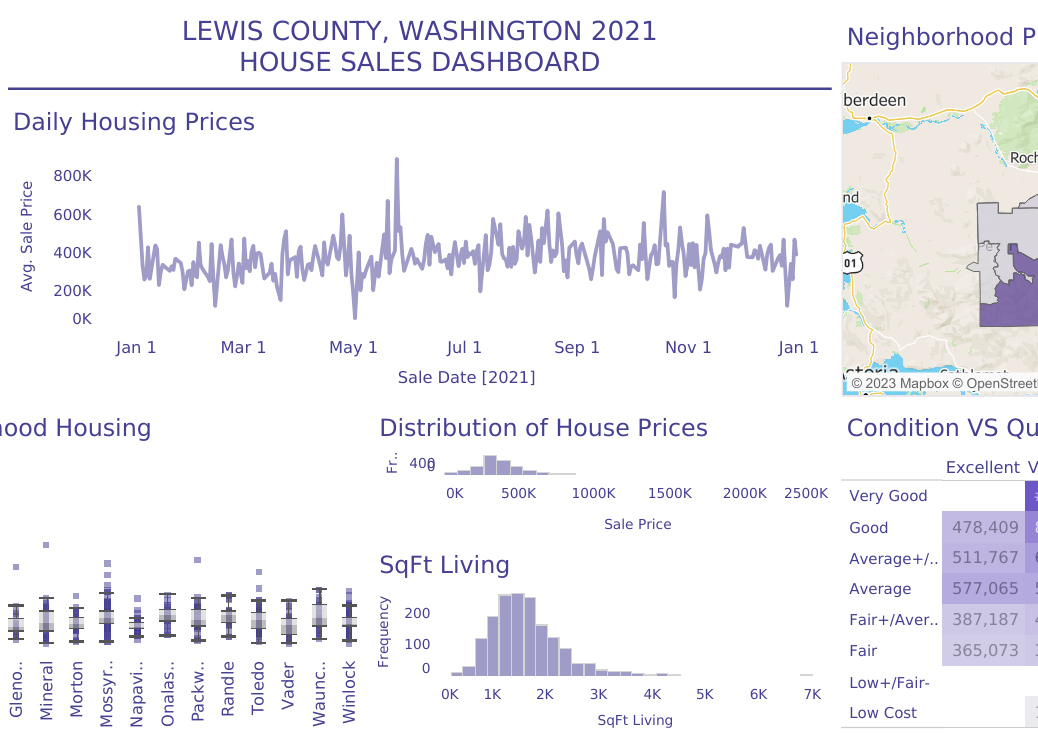 LEWIS COUNTY, WASHINGTON 2021
HOUSE SALES DASHBOARD
Neighborhood P
Daily Housing Prices
Avg. Sale Price
800K
600K
400K
200K
0K
Jan 1 Mar 1 May 1 Jul 1 Sep 1 Nov 1 Jan 1
Sale Date [2021]
berdeen
Roch
nd
Pe
01
© 2023 Mapbox © OpenStreet
ood Housing
Gleno..
Mineral
Morton
Mossyr..
Napavi..
Onalas..
Packw..
Randle
Toledo
Vader
Waunc..
Winlock
Distribution of House Prices
Fr..
400
0
0K 500K 1000K 1500K 2000K 2500K
Sale Price
SqFt Living
Frequency
200
100
0
0K 1K 2K 3K 4K 5K 6K 7K
SqFt Living
Condition VS Qu
Excellent V
Very Good
Good 478,409
Average+/.. 511,767
Average 577,065
Fair+/Aver.. 387,187
Fair 365,073
Low+/Fair-
Low Cost